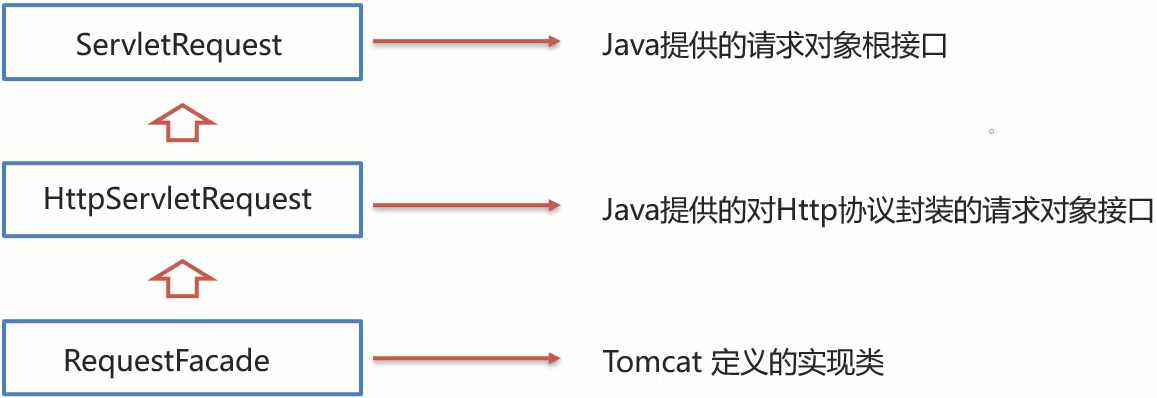 ServletRequest
Java提供的请求对象根接口
。
HttpServletRequest
Java提供的对Http协议封装的请求对象接口
RequestFacade
Tomcat 定义的实现类